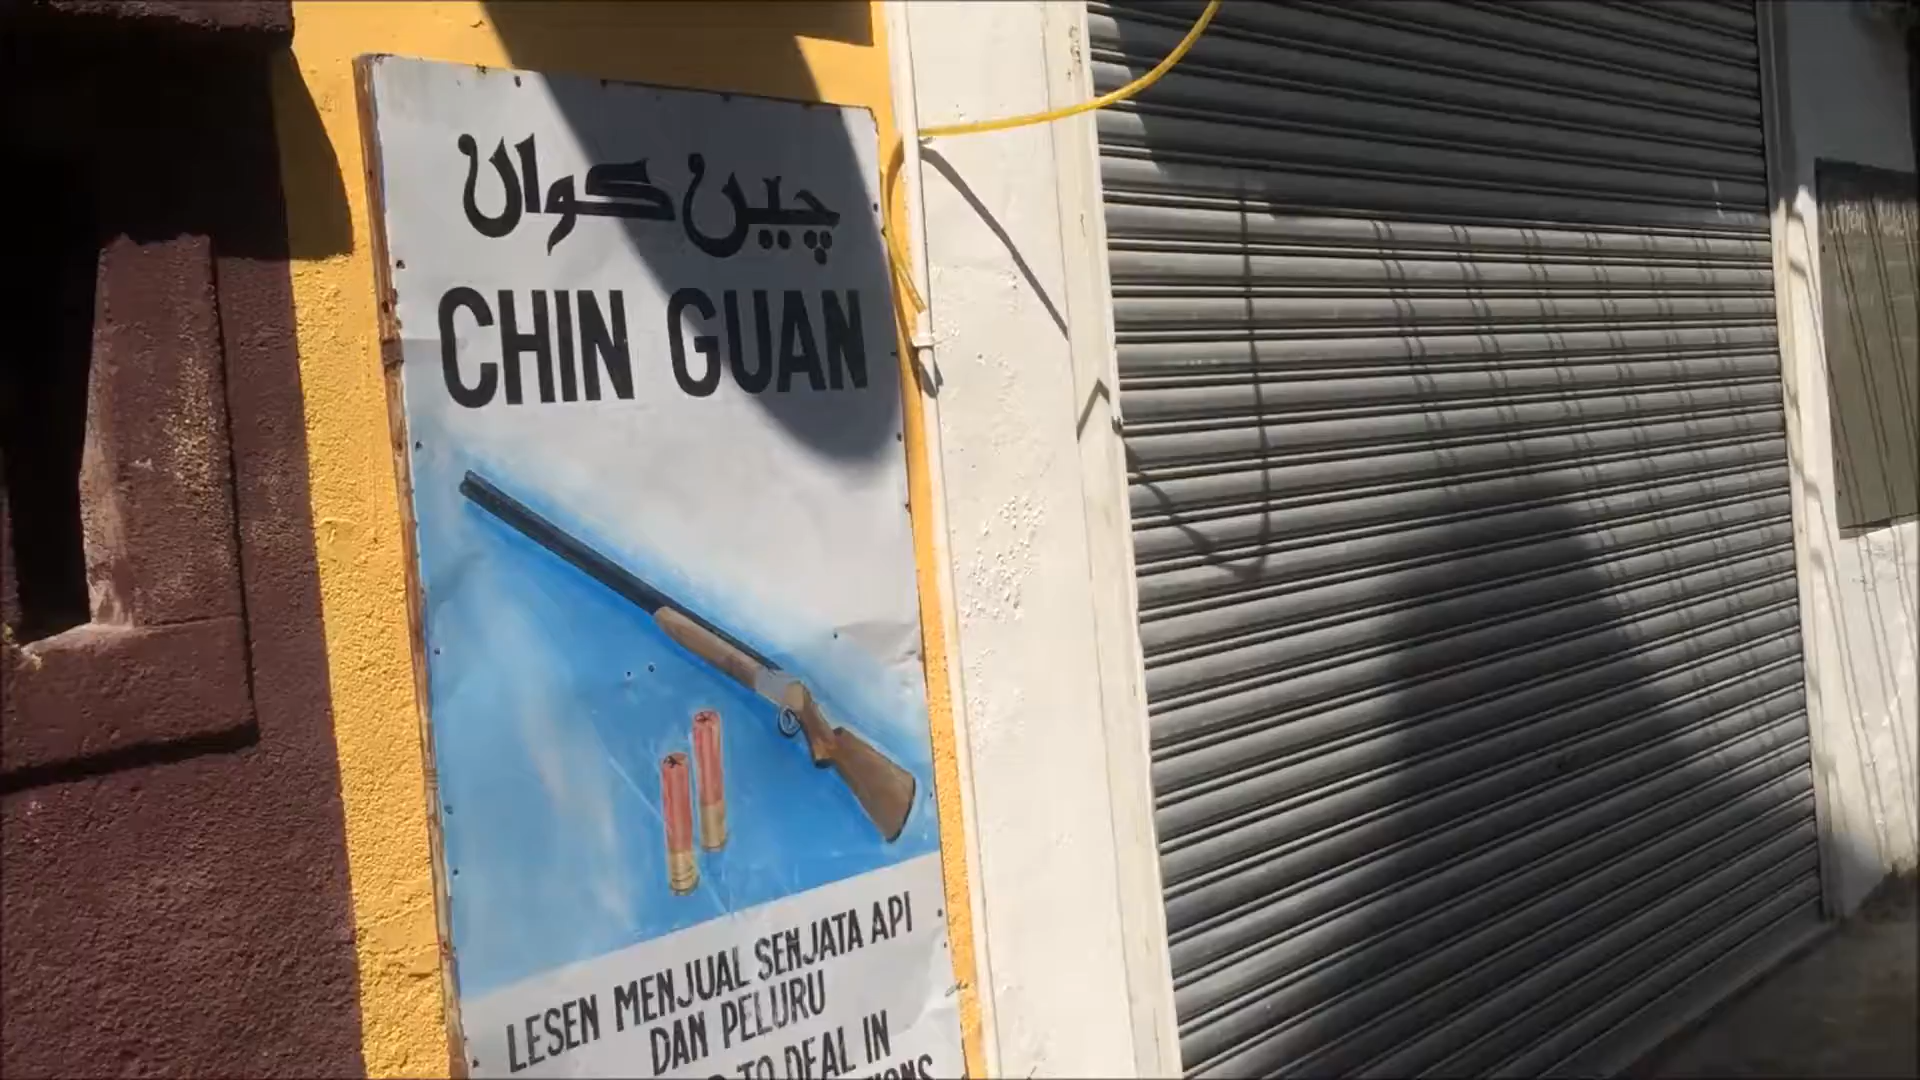 چين كوان
CHIN GUAN
LESEN MENJUAL SENJATA API
DAN PELURU
TO DEAL IN